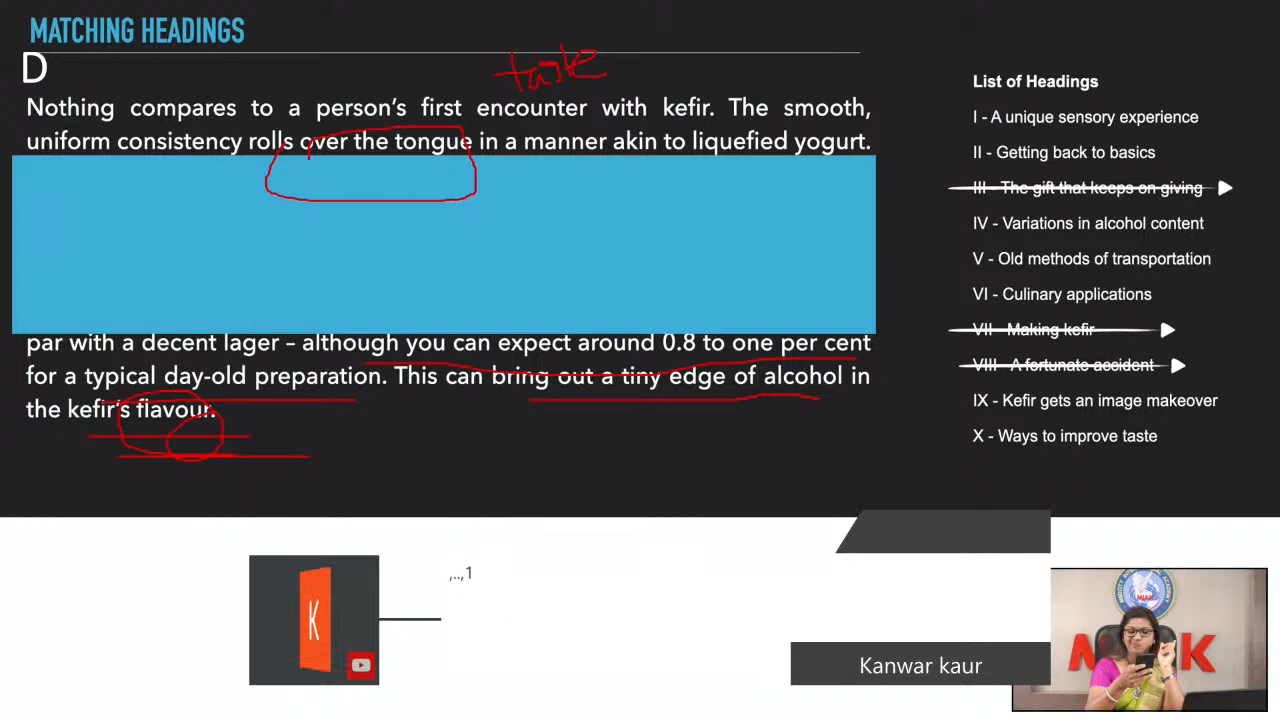 MATCHING HEADINGS
D
taste
Nothing compares to a person's first encounter with kefir. The smooth,
uniform consistency rolls over the tongue in a manner akin to liquefied yogurt.
par with a decent lager – although you can expect around 0.8 to one per cent
for a typical day-old preparation. This can bring out a tiny edge of alcohol in
the kefir's flavour.
List of Headings
I - A unique sensory experience
II - Getting back to basics
III - The gift that keeps on giving
IV - Variations in alcohol content
V - Old methods of transportation
VI - Culinary applications
VII - Making kefir
VIII - A fortunate accident
IX - Kefir gets an image makeover
X - Ways to improve taste
,..,1
K
Kanwar kaur
MIAK